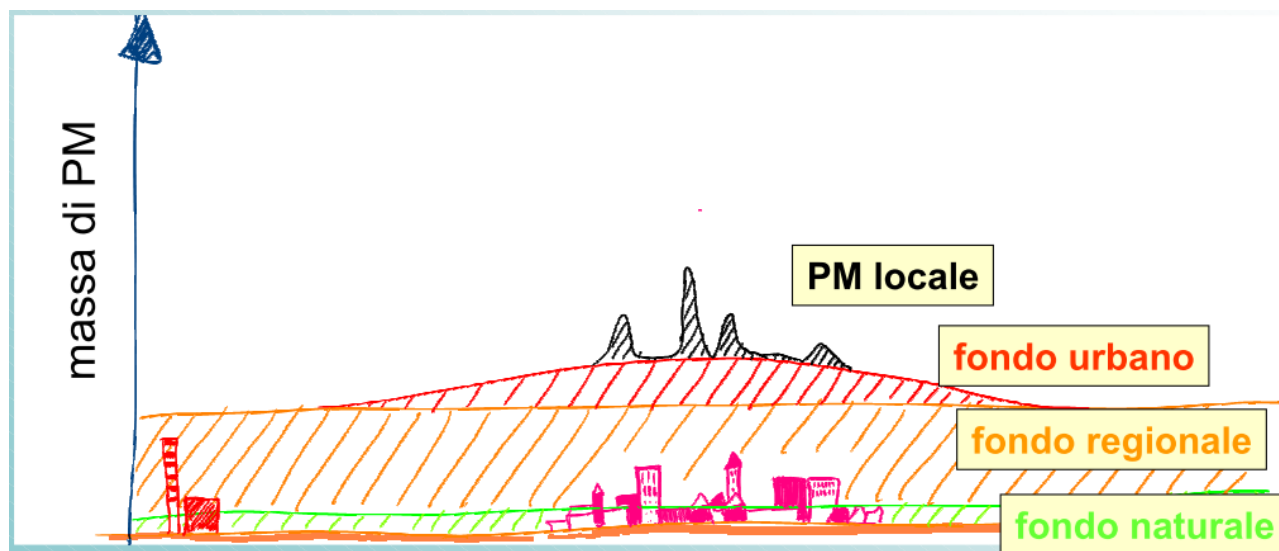 massa di PM
PM locale
fondo urbano
fondo regionale
fondo naturale